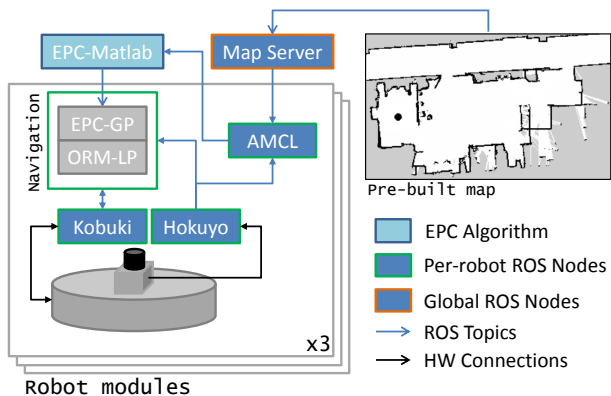 EPC-Matlab
Map Server
Navigation
EPC-GP
ORM-LP
AMCL
Kobuki
Hokuyo
x3
Robot modules
Pre-built map
EPC Algorithm
Per-robot ROS Nodes
Global ROS Nodes
ROS Topics
HW Connections